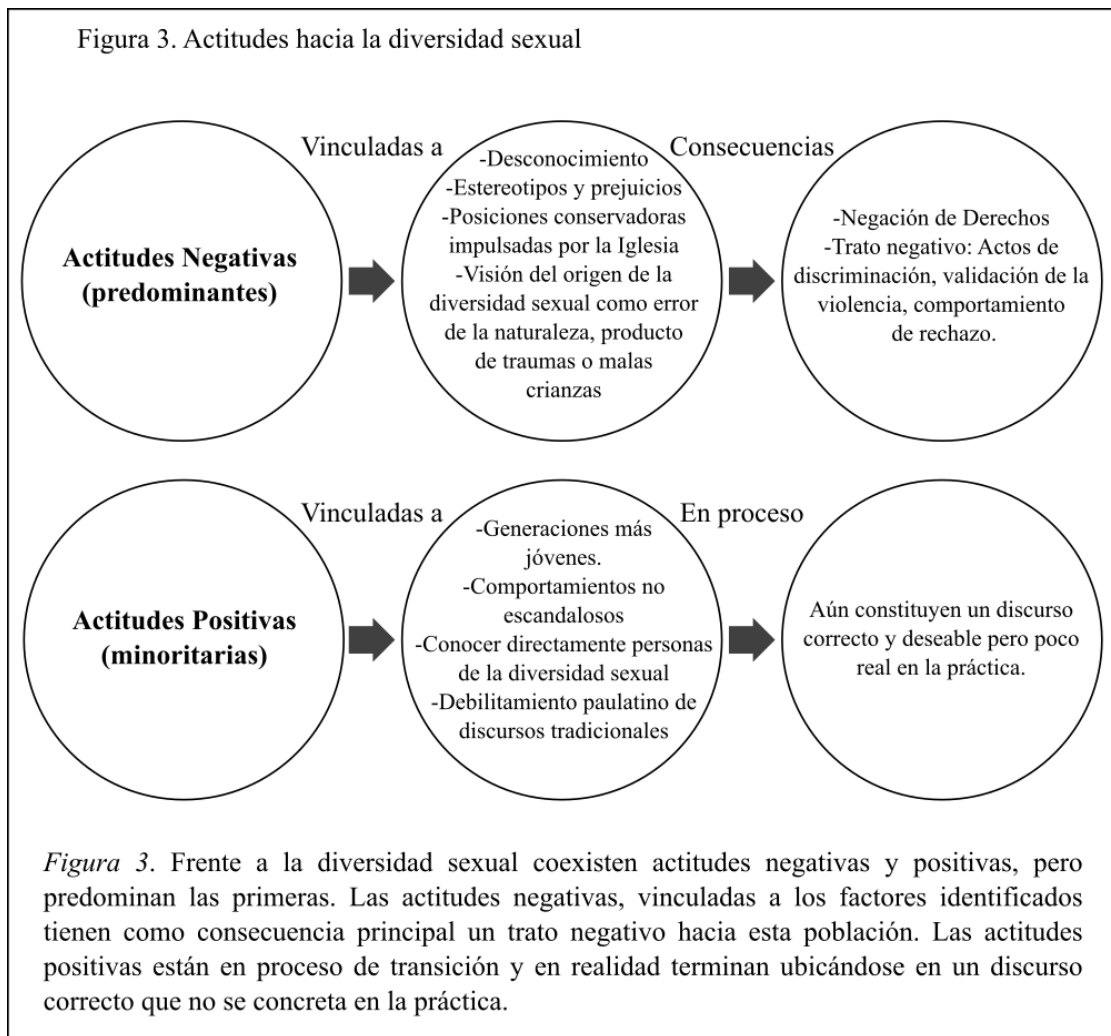 Figura 3. Actitudes hacia la diversidad sexual
Actitudes Negativas
(predominantes)
Vinculadas a
-Desconocimiento
-Estereotipos y prejuicios
-Posiciones conservadoras
impulsadas por la Iglesia
-Visión del origen de la
diversidad sexual como error
de la naturaleza, producto
de traumas o malas
crianzas
Consecuencias
-Negación de Derechos
-Trato negativo: Actos de
discriminación, validación de la
violencia, comportamiento
de rechazo.
Actitudes Positivas
(minoritarias)
Vinculadas a
-Generaciones más
jóvenes.
-Comportamientos no
escandalosos
-Conocer directamente personas
de la diversidad sexual
-Debilitamiento paulatino de
discursos tradicionales
En proceso
Aún constituyen un discurso
correcto y deseable pero poco
real en la práctica.
Figura 3. Frente a la diversidad sexual coexisten actitudes negativas y positivas, pero
predominan las primeras. Las actitudes negativas, vinculadas a los factores identificados
tienen como consecuencia principal un trato negativo hacia esta población. Las actitudes
positivas están en proceso de transición y en realidad terminan ubicándose en un discurso
correcto que no se concreta en la práctica.